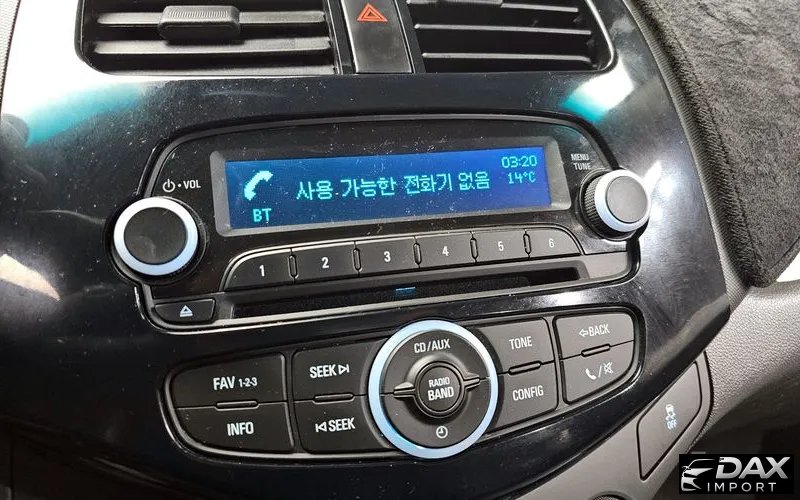 ⏻•VOL
03:20
MENU
TUNE
사용 가능한 전화기 없음
14°C
BT
1 2 3 4 5 6
CD/AUX
TONE
BACK
SEEK
FAV 1-2-3
RADIO
BAND
CONFIG
INFO
SEEK
OFF
DAX
IMPORT